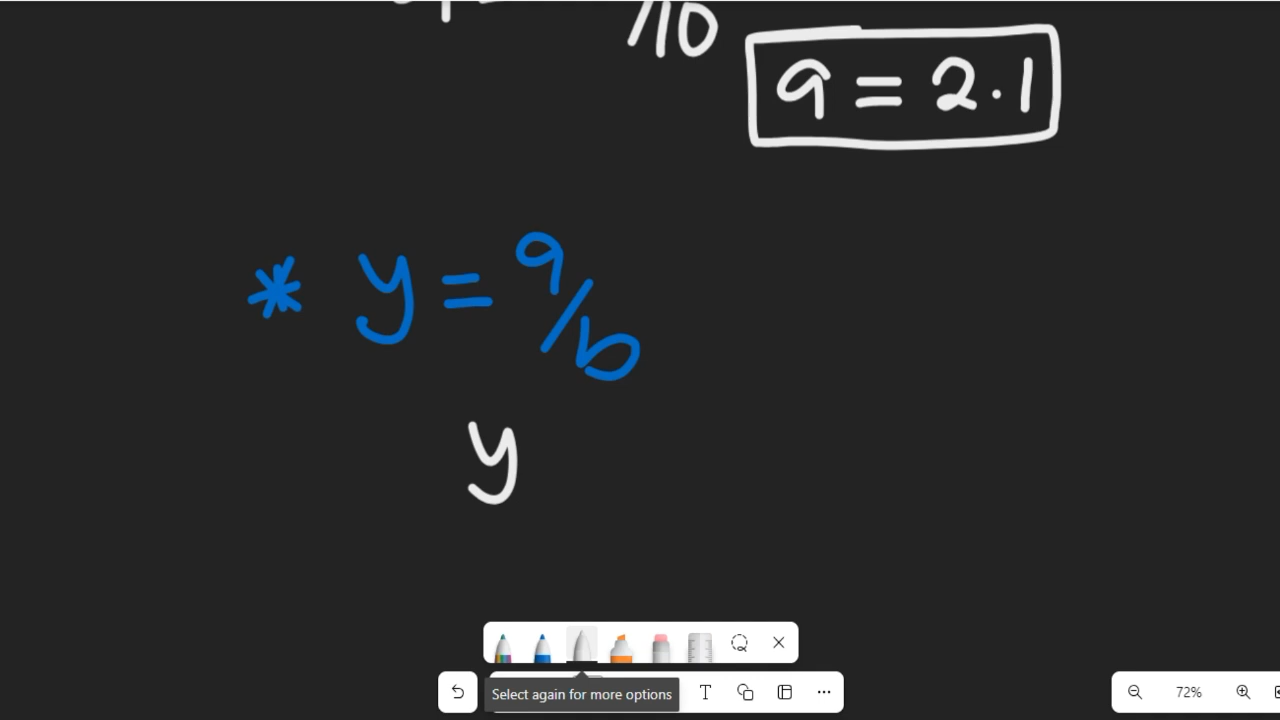 /10
a = 2.1
* y = a/b
y
Select again for more options
T
72%